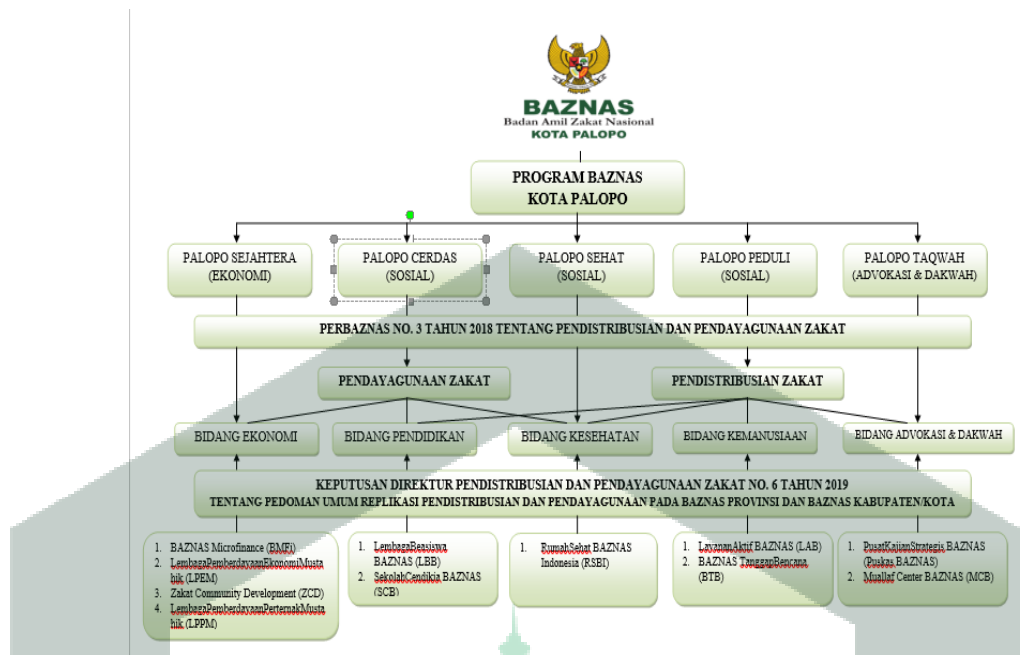 BAZNAS
Badan Amil Zakat Nasional
KOTA PALOPO
PROGRAM BAZNAS
KOTA PALOPO
PALOPO SEJAHTERA
(EKONOMI)
PALOPO CERDAS
(SOSIAL)
PALOPO SEHAT
(SOSIAL)
PALOPO PEDULI
(SOSIAL)
PALOPO TAQWAH
(ADVOKASI & DAKWAH)
PERBAZNAS NO. 3 TAHUN 2018 TENTANG PENDISTRIBUSIAN DAN PENDAYAGUNAAN ZAKAT
PENDAYAGUNAAN ZAKAT
PENDISTRIBUSIAN ZAKAT
BIDANG EKONOMI
BIDANG PENDIDIKAN
BIDANG KESEHATAN
BIDANG KEMANUSIAAN
BIDANG ADVOKASI & DAKWAH
KEPUTUSAN DIREKTUR PENDISTRIBUSIAN DAN PENDAYAGUNAAN ZAKAT NO. 6 TAHUN 2019
TENTANG PEDOMAN UMUM REPLIKASI PENDISTRIBUSIAN DAN PENDAYAGUNAAN PADA BAZNAS PROVINSI DAN BAZNAS KABUPATEN/KOTA
1. BAZNAS Microfinance (BMFi)
2. LembagaPemberdayaanEkonomiMusta
hik (LPEM)
3. Zakat Community Development (ZCD)
4. LembagaPemberdayaanPerternakMusta
hik (LPPM)
1. LembagaBeasiswa
BAZNAS (LBB)
2. SekolahCendikia BAZNAS
(SCB)
1. RumahSehat BAZNAS
Indonesia (RSBI)
1. LayananAktif BAZNAS (LAB)
2. BAZNAS TanggapBencana
(BTB)
1. PusatKajianStrategis BAZNAS
(Puskas BAZNAS)
2. Muallaf Center BAZNAS (MCB)